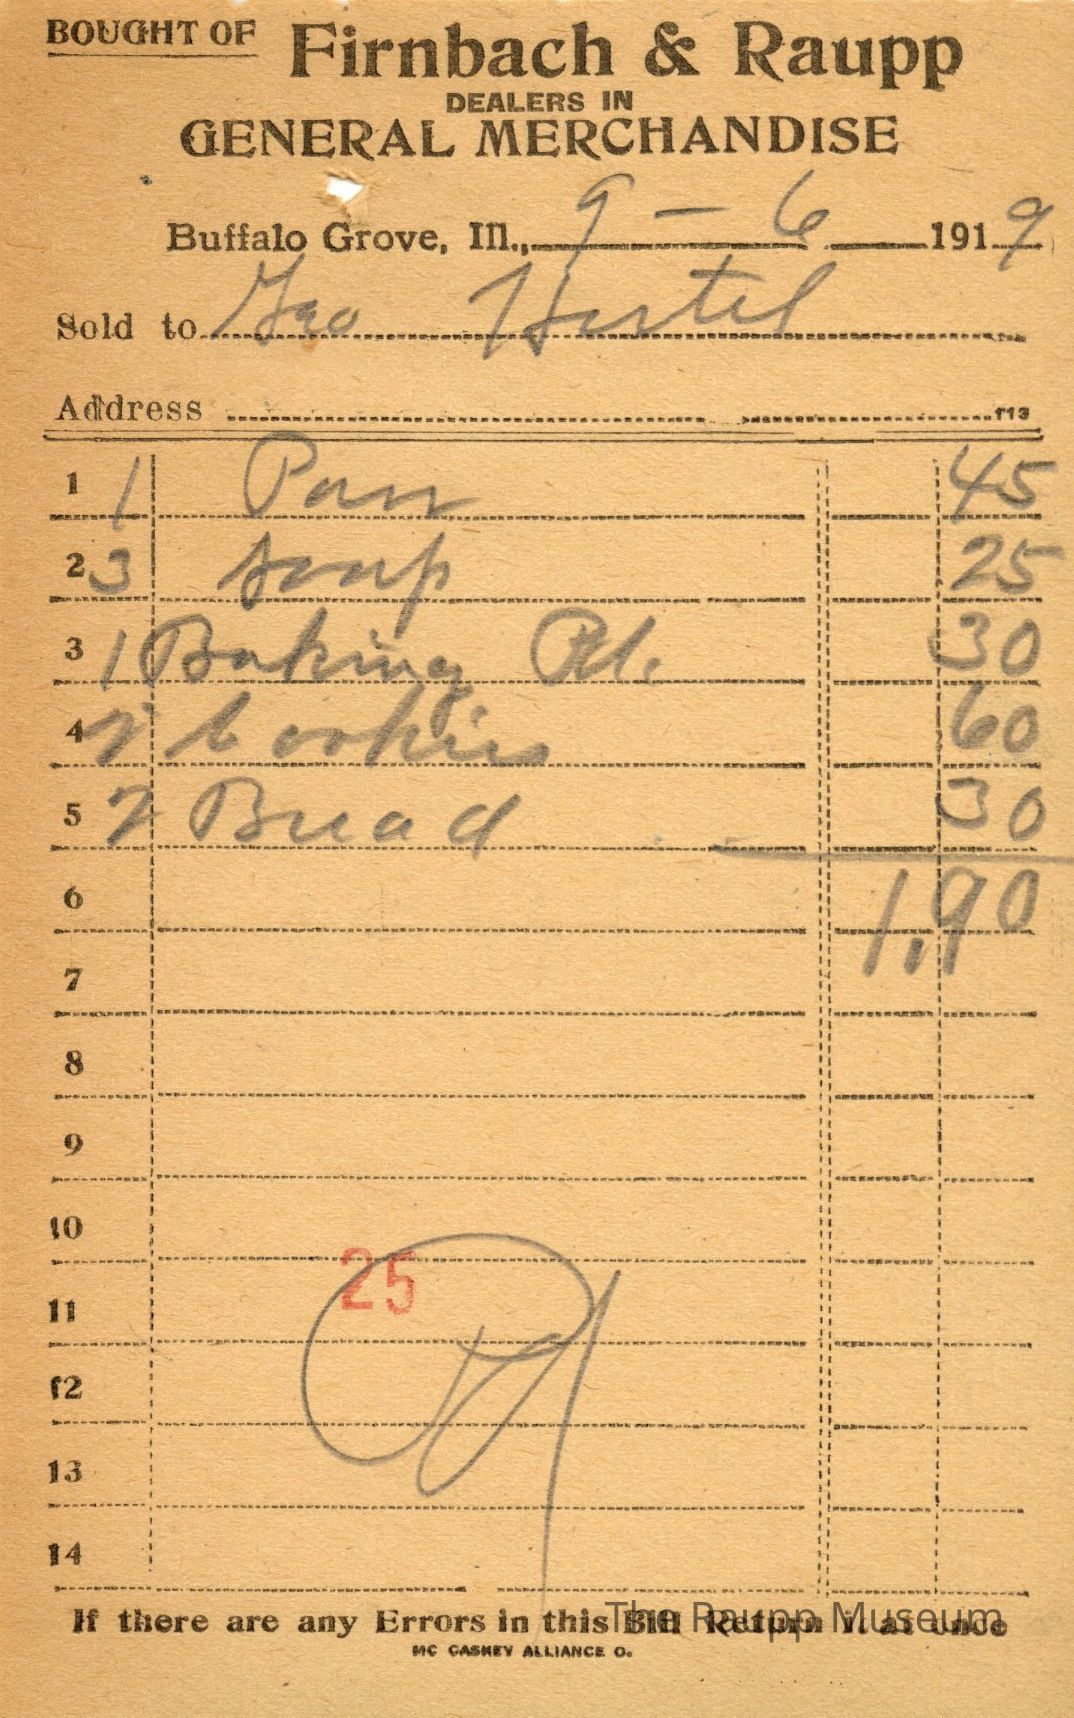 BOUGHT OF Firnbach & Raupp
DEALERS IN
GENERAL MERCHANDISE
Buffalo Grove, Ill., 9 - 6 1919
Sold to Geo Hertel
Address f13
1 1 Pan 45
2 3 Soap 25
3 1 Baking Pd. 30
4 2 Cookies 60
5 2 Bread 30
6 1,90
7
8
9
10
25
11
12
13
14
If there are any Errors in this Bill Return it at once
The Raupp Museum
MC CASKEY ALLIANCE O.